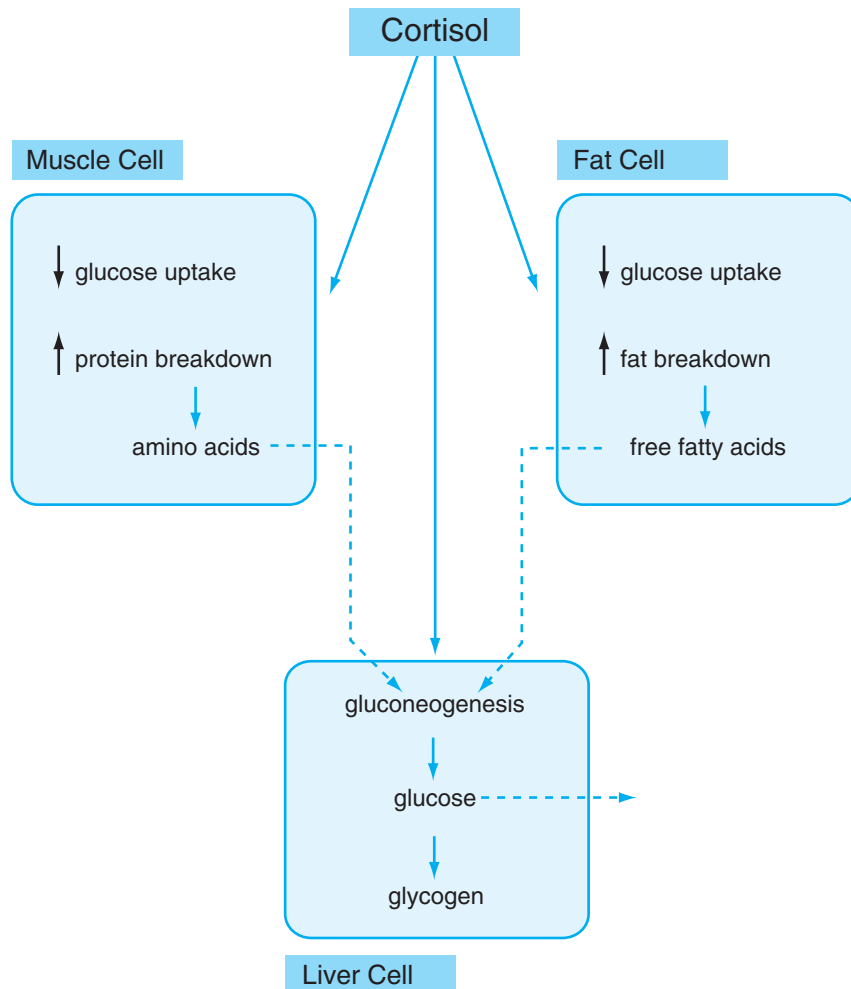 Cortisol
Muscle Cell
Fat Cell
glucose uptake
protein breakdown
amino acids
glucose uptake
fat breakdown
free fatty acids
gluconeogenesis
glucose
glycogen
Liver Cell